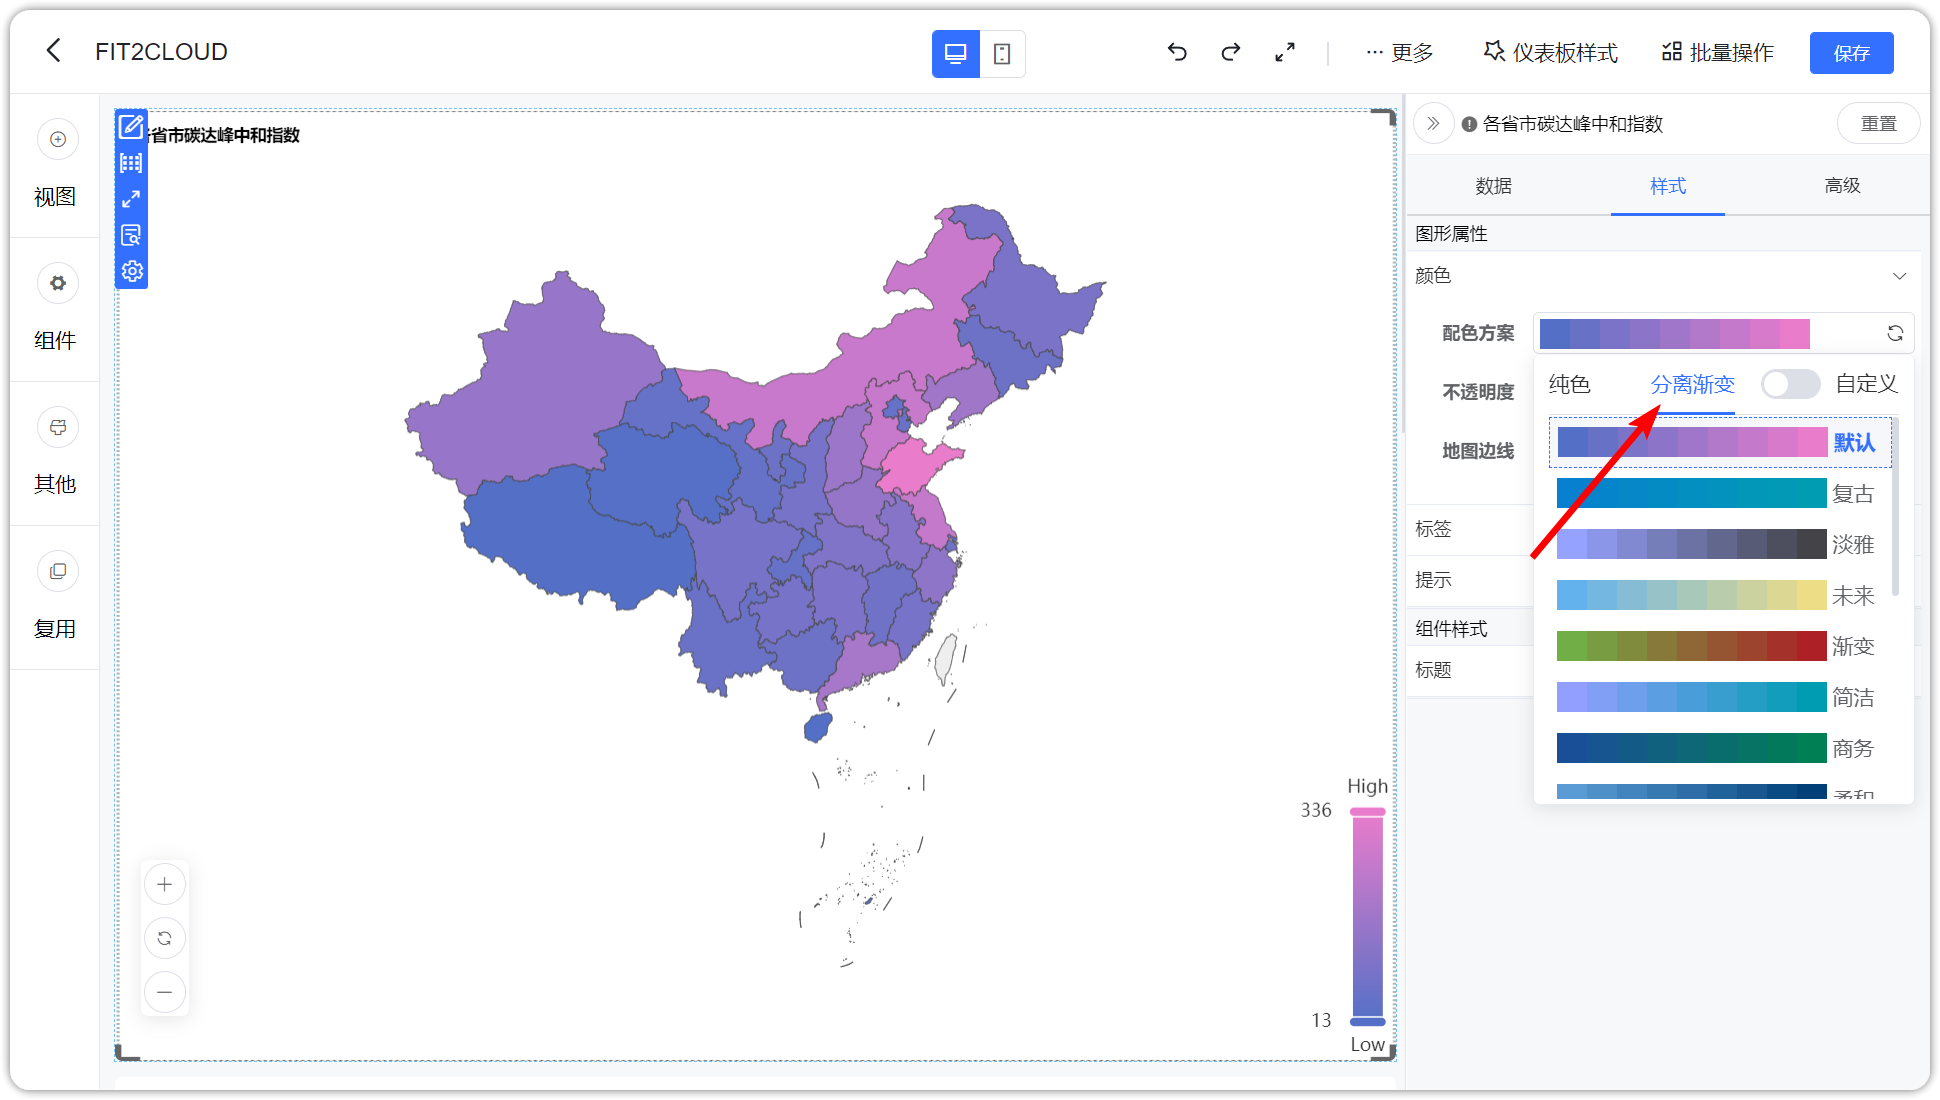 FIT2CLOUD
更多
仪表板样式
批量操作
保存
视图
组件
其他
复用
各省市碳达峰中和指数
High
336
13
Low
各省市碳达峰中和指数
重置
数据
样式
高级
图形属性
颜色
配色方案
不透明度
地图边线
标签
提示
组件样式
标题
纯色
分离渐变
自定义
默认
复古
淡雅
未来
渐变
简洁
商务
柔和